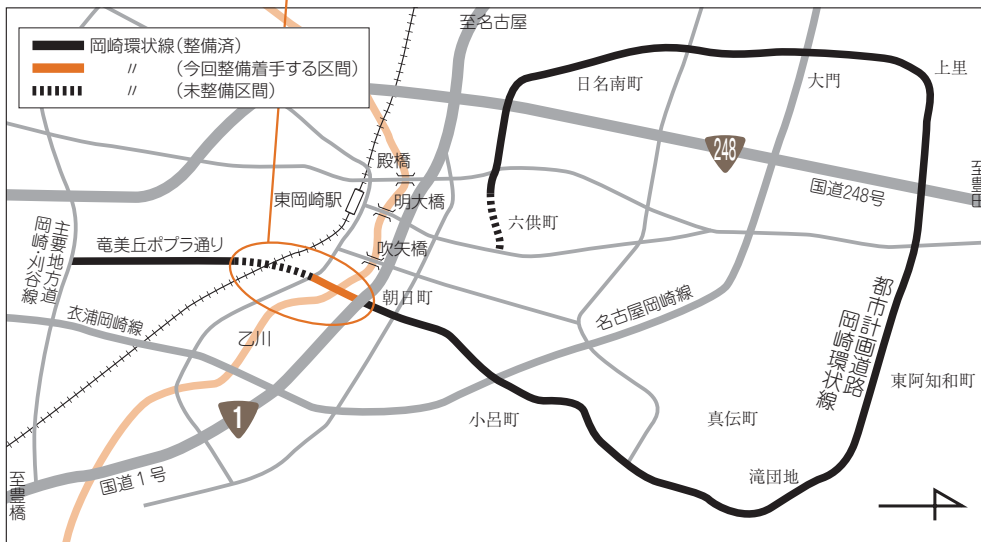 岡崎環状線(整備済)
〃 (今回整備着手する区間)
〃 (未整備区間)
至名古屋
日名南町
大門
上里
248
国道248号
至豊田
殿橋
東岡崎駅
明大橋
六供町
吹矢橋
主要地方道
岡崎・刈谷線
竜美丘ポプラ通り
朝日町
衣浦岡崎線
乙川
名古屋岡崎線
都市計画道路
岡崎環状線
東阿知和町
1
小呂町
真伝町
滝団地
国道1号
至豊橋